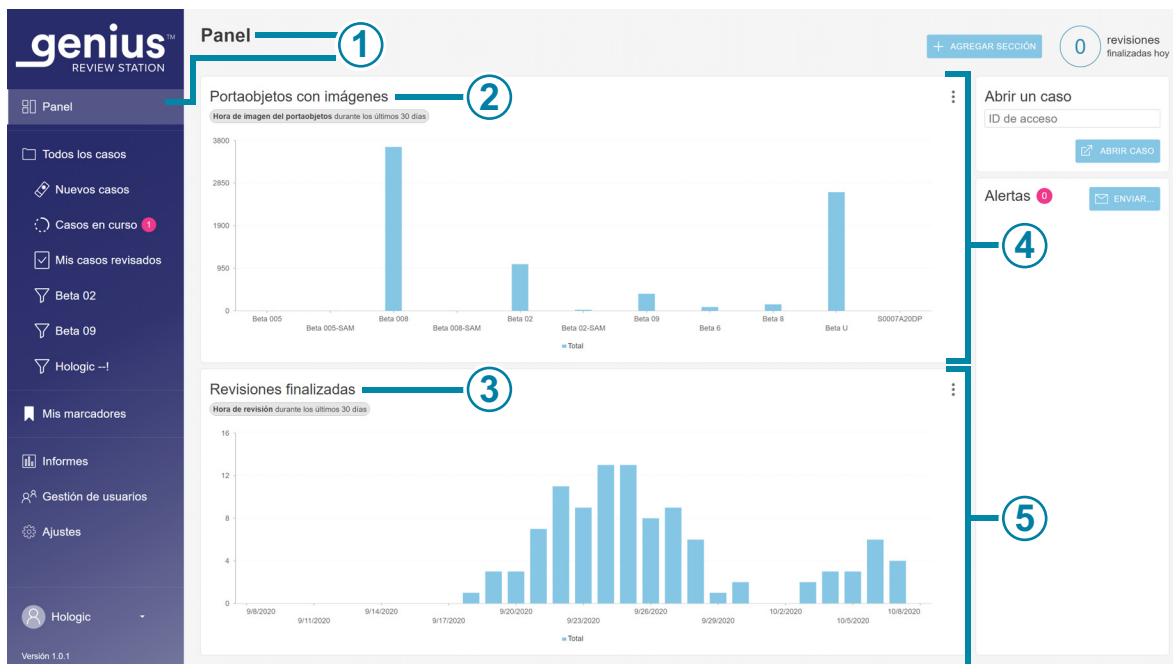 genius™
REVIEW STATION
Panel
Todos los casos
Nuevos casos
Casos en curso 1
Mis casos revisados
Beta 02
Beta 09
Hologic --!
Mis marcadores
Informes
Gestión de usuarios
Ajustes
Hologic
Versión 1.0.1
Panel
1
+ AGREGAR SECCIÓN
0
revisiones
finalizadas hoy
Portaobjetos con imágenes
2
Hora de imagen del portaobjetos durante los últimos 30 días
3800
2850
1900
950
0
Beta 005
Beta 005-SAM
Beta 008
Beta 008-SAM
Beta 02
Beta 02-SAM
Beta 09
Beta 6
Beta 8
Beta U
S0007A20DP
Total
4
Revisiones finalizadas
3
Hora de revisión durante los últimos 30 días
16
12
8
4
0
9/8/2020
9/11/2020
9/14/2020
9/17/2020
9/20/2020
9/23/2020
9/26/2020
9/29/2020
10/2/2020
10/5/2020
10/8/2020
Total
5
Abrir un caso
ID de acceso
ABRIR CASO
Alertas 0
ENVIAR...